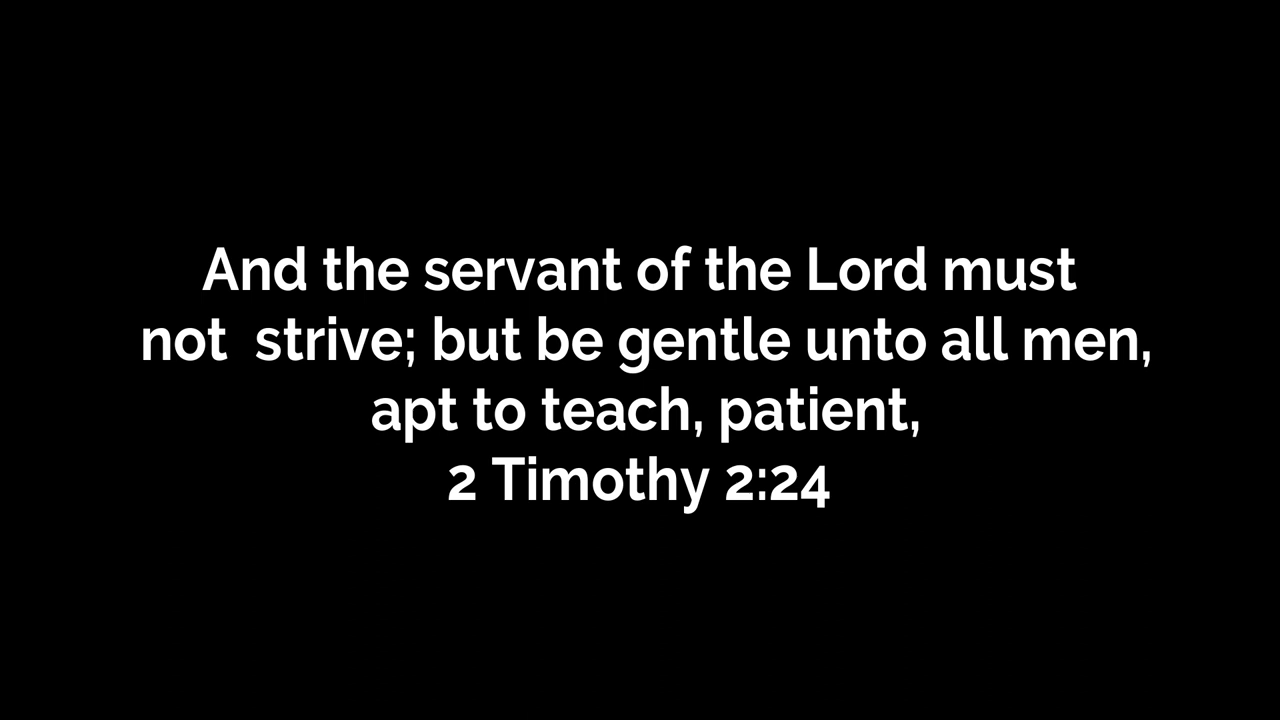 And the servant of the Lord must
not  strive; but be gentle unto all men,
apt to teach, patient,
2 Timothy 2:24